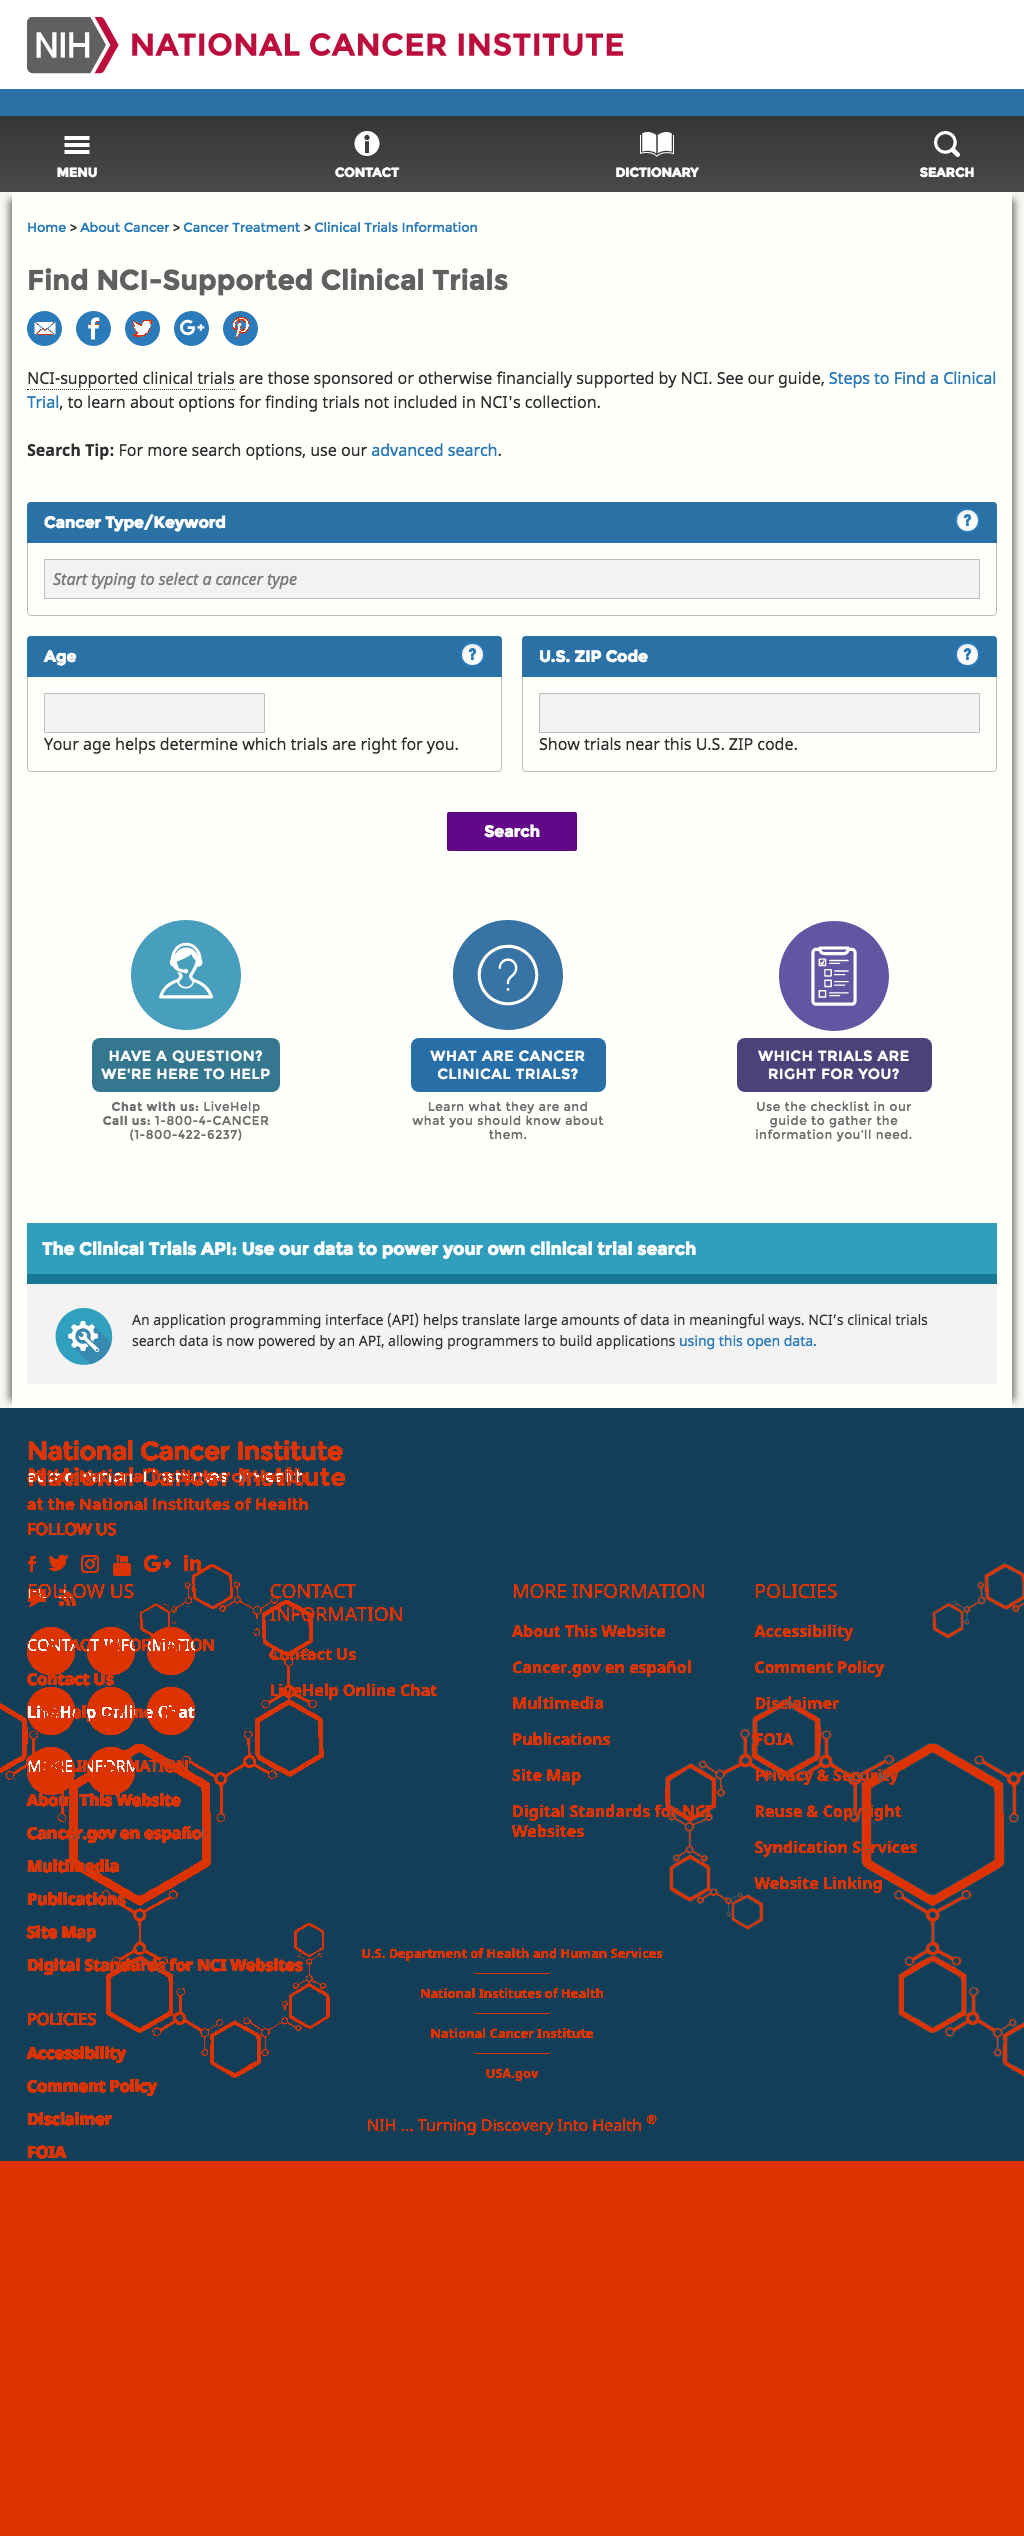 NIH NATIONAL CANCER INSTITUTE
MENU
CONTACT
DICTIONARY
SEARCH
Home > About Cancer > Cancer Treatment > Clinical Trials Information
Find NCI-Supported Clinical Trials
NCI-supported clinical trials are those sponsored or otherwise financially supported by NCI. See our guide, Steps to Find a Clinical
Trial, to learn about options for finding trials not included in NCI's collection.
Search Tip: For more search options, use our advanced search.
Cancer Type/Keyword ?
Start typing to select a cancer type
Age ?
Your age helps determine which trials are right for you.
U.S. ZIP Code ?
Show trials near this U.S. ZIP code.
Search
HAVE A QUESTION?
WE'RE HERE TO HELP
Chat with us: LiveHelp
Call us: 1-800-4-CANCER
(1-800-422-6237)
WHAT ARE CANCER
CLINICAL TRIALS?
Learn what they are and
what you should know about
them.
WHICH TRIALS ARE
RIGHT FOR YOU?
Use the checklist in our
guide to gather the
information you'll need.
The Clinical Trials API: Use our data to power your own clinical trial search
An application programming interface (API) helps translate large amounts of data in meaningful ways. NCI's clinical trials
search data is now powered by an API, allowing programmers to build applications using this open data.
National Cancer Institute
at the National Institutes of Health
National Cancer Institute
at the National Institutes of Health
FOLLOW US
FOLLOW US
CONTACT INFORMATION
Contact Us
LiveHelp Online Chat
MORE INFORMATION
About This Website
Cancer.gov en español
Multimedia
Publications
Site Map
Digital Standards for NCI Websites
POLICIES
Accessibility
Comment Policy
Disclaimer
FOIA
CONTACT
INFORMATION
Contact Us
LiveHelp Online Chat
MORE INFORMATION
About This Website
Cancer.gov en español
Multimedia
Publications
Site Map
Digital Standards for NCI
Websites
POLICIES
Accessibility
Comment Policy
Disclaimer
FOIA
Privacy & Security
Reuse & Copyright
Syndication Services
Website Linking
U.S. Department of Health and Human Services
National Institutes of Health
National Cancer Institute
USA.gov
NIH ... Turning Discovery Into Health ®